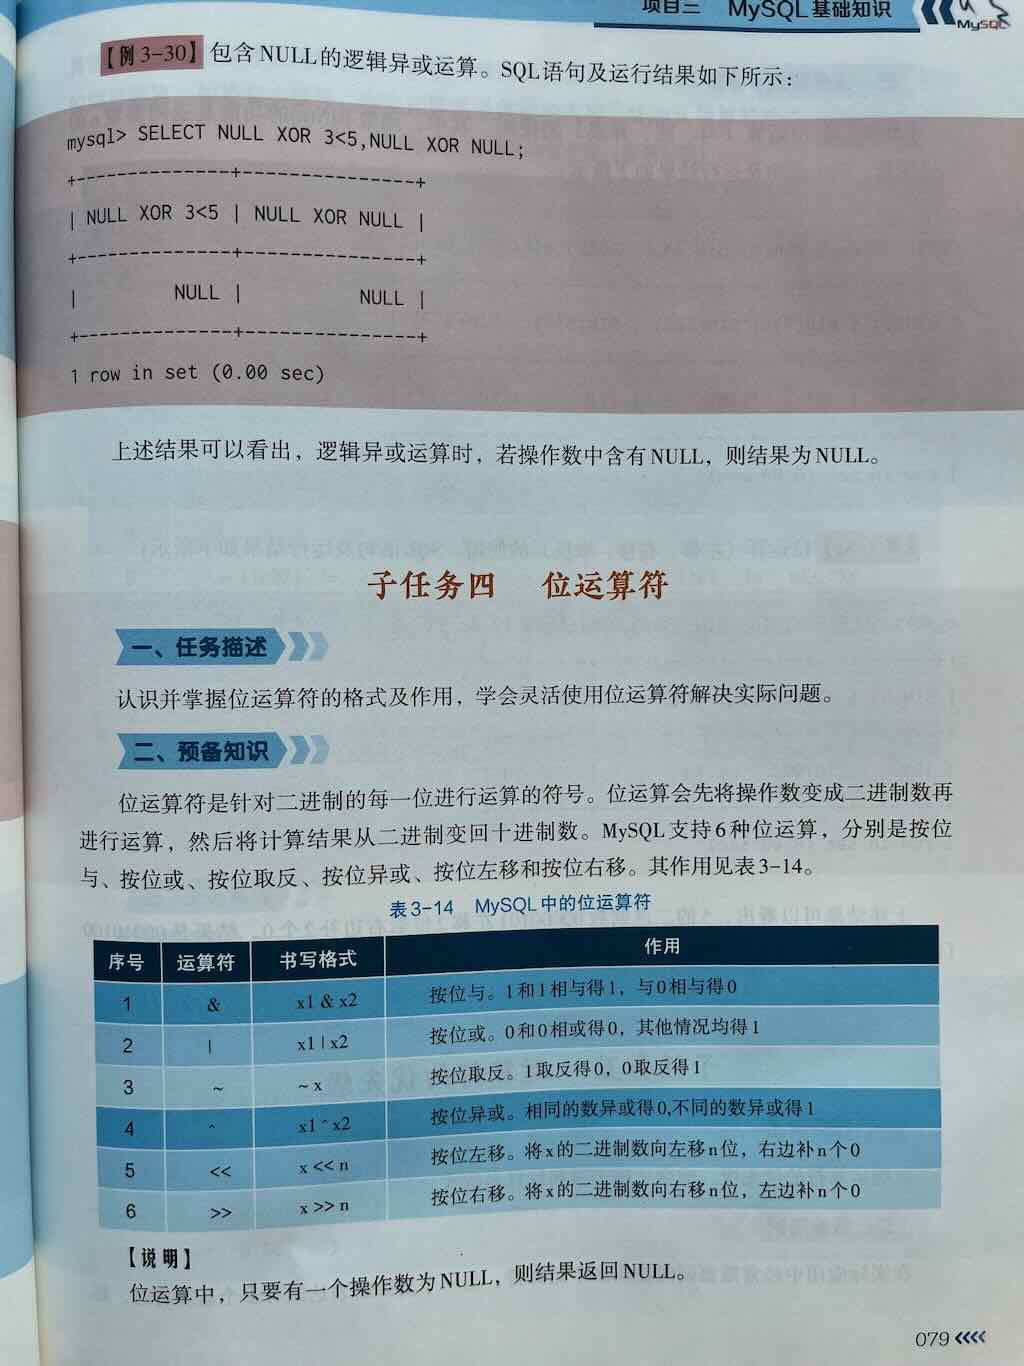 项目三 MySQL基础知识
MySQL
【例3-30】包含NULL的逻辑异或运算。SQL语句及运行结果如下所示：
mysql> SELECT NULL XOR 3<5,NULL XOR NULL;
+--------------+---------------+
| NULL XOR 3<5 | NULL XOR NULL |
+--------------+---------------+
|         NULL |          NULL |
+--------------+---------------+
1 row in set (0.00 sec)
上述结果可以看出，逻辑异或运算时，若操作数中含有NULL，则结果为NULL。
子任务四 位运算符
一、任务描述
认识并掌握位运算符的格式及作用，学会灵活使用位运算符解决实际问题。
二、预备知识
位运算符是针对二进制的每一位进行运算的符号。位运算会先将操作数变成二进制数再
进行运算，然后将计算结果从二进制变回十进制数。MySQL支持6种位运算，分别是按位
与、按位或、按位取反、按位异或、按位左移和按位右移。其作用见表3-14。
表3-14 MySQL中的位运算符
序号 运算符 书写格式 作用
1 & x1 & x2 按位与。1和1相与得1，与0相与得0
2 | x1 | x2 按位或。0和0相或得0，其他情况均得1
3 ~ ~ x 按位取反。1取反得0，0取反得1
4 ^ x1 ^ x2 按位异或。相同的数异或得0,不同的数异或得1
5 << x << n 按位左移。将x的二进制数向左移n位，右边补n个0
6 >> x >> n 按位右移。将x的二进制数向右移n位，左边补n个0
【说明】
位运算中，只要有一个操作数为NULL，则结果返回NULL。
079